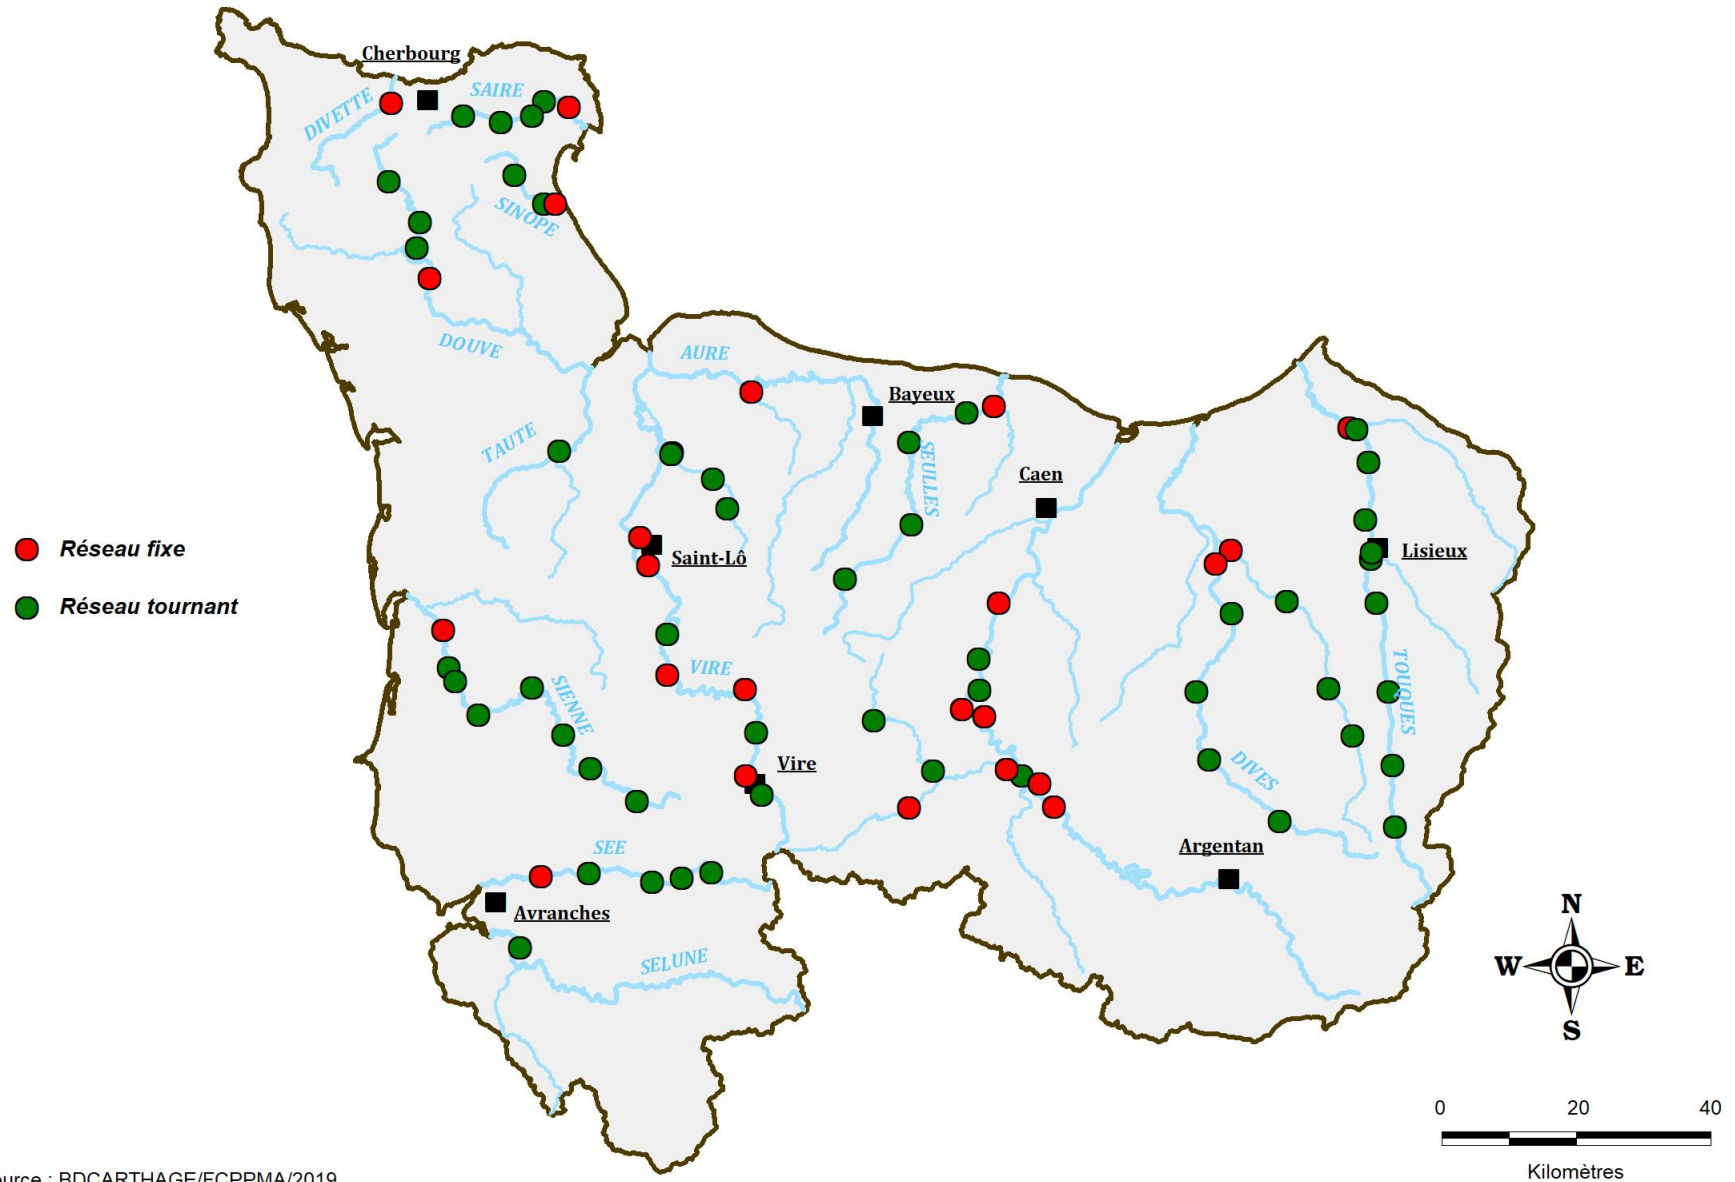 Cherbourg
SAIRE
DIVETTE
SINOPE
DOUVE
AURE
Bayeux
TAUTE
SEULLES
Caen
Réseau fixe
Saint-Lô
Lisieux
Réseau tournant
VIRE
SIENNE
TOUQUES
Vire
DIVES
SEE
Argentan
Avranches
SELUNE
N
W E
S
0 20 40
Kilomètres
ource : BDCARTHAGE/FCPPMA/2019